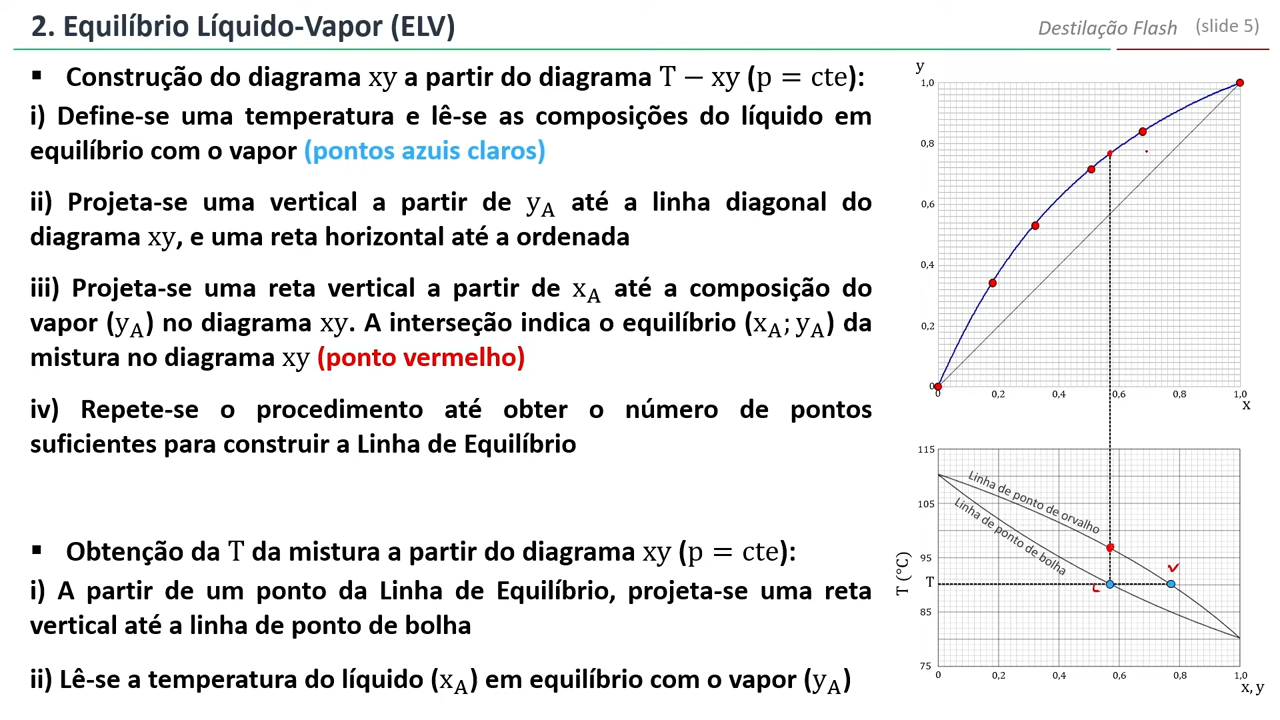 2. Equilíbrio Líquido-Vapor (ELV)
Destilação Flash (slide 5)
▪ Construção do diagrama xy a partir do diagrama T − xy (p = cte):
i) Define-se uma temperatura e lê-se as composições do líquido em
equilíbrio com o vapor (pontos azuis claros)
ii) Projeta-se uma vertical a partir de yA até a linha diagonal do
diagrama xy, e uma reta horizontal até a ordenada
iii) Projeta-se uma reta vertical a partir de xA até a composição do
vapor (yA) no diagrama xy. A interseção indica o equilíbrio (xA; yA) da
mistura no diagrama xy (ponto vermelho)
iv) Repete-se o procedimento até obter o número de pontos
suficientes para construir a Linha de Equilíbrio
▪ Obtenção da T da mistura a partir do diagrama xy (p = cte):
i) A partir de um ponto da Linha de Equilíbrio, projeta-se uma reta
vertical até a linha de ponto de bolha
ii) Lê-se a temperatura do líquido (xA) em equilíbrio com o vapor (yA)
y
1,0
0,8
0,6
0,4
0,2
0
0 0,2 0,4 0,6 0,8 1,0
x
115
105
95
T
85
75
T (°C)
Linha de ponto de orvalho
Linha de ponto de bolha
V
L
0 0,2 0,4 0,6 0,8 1,0
x, y